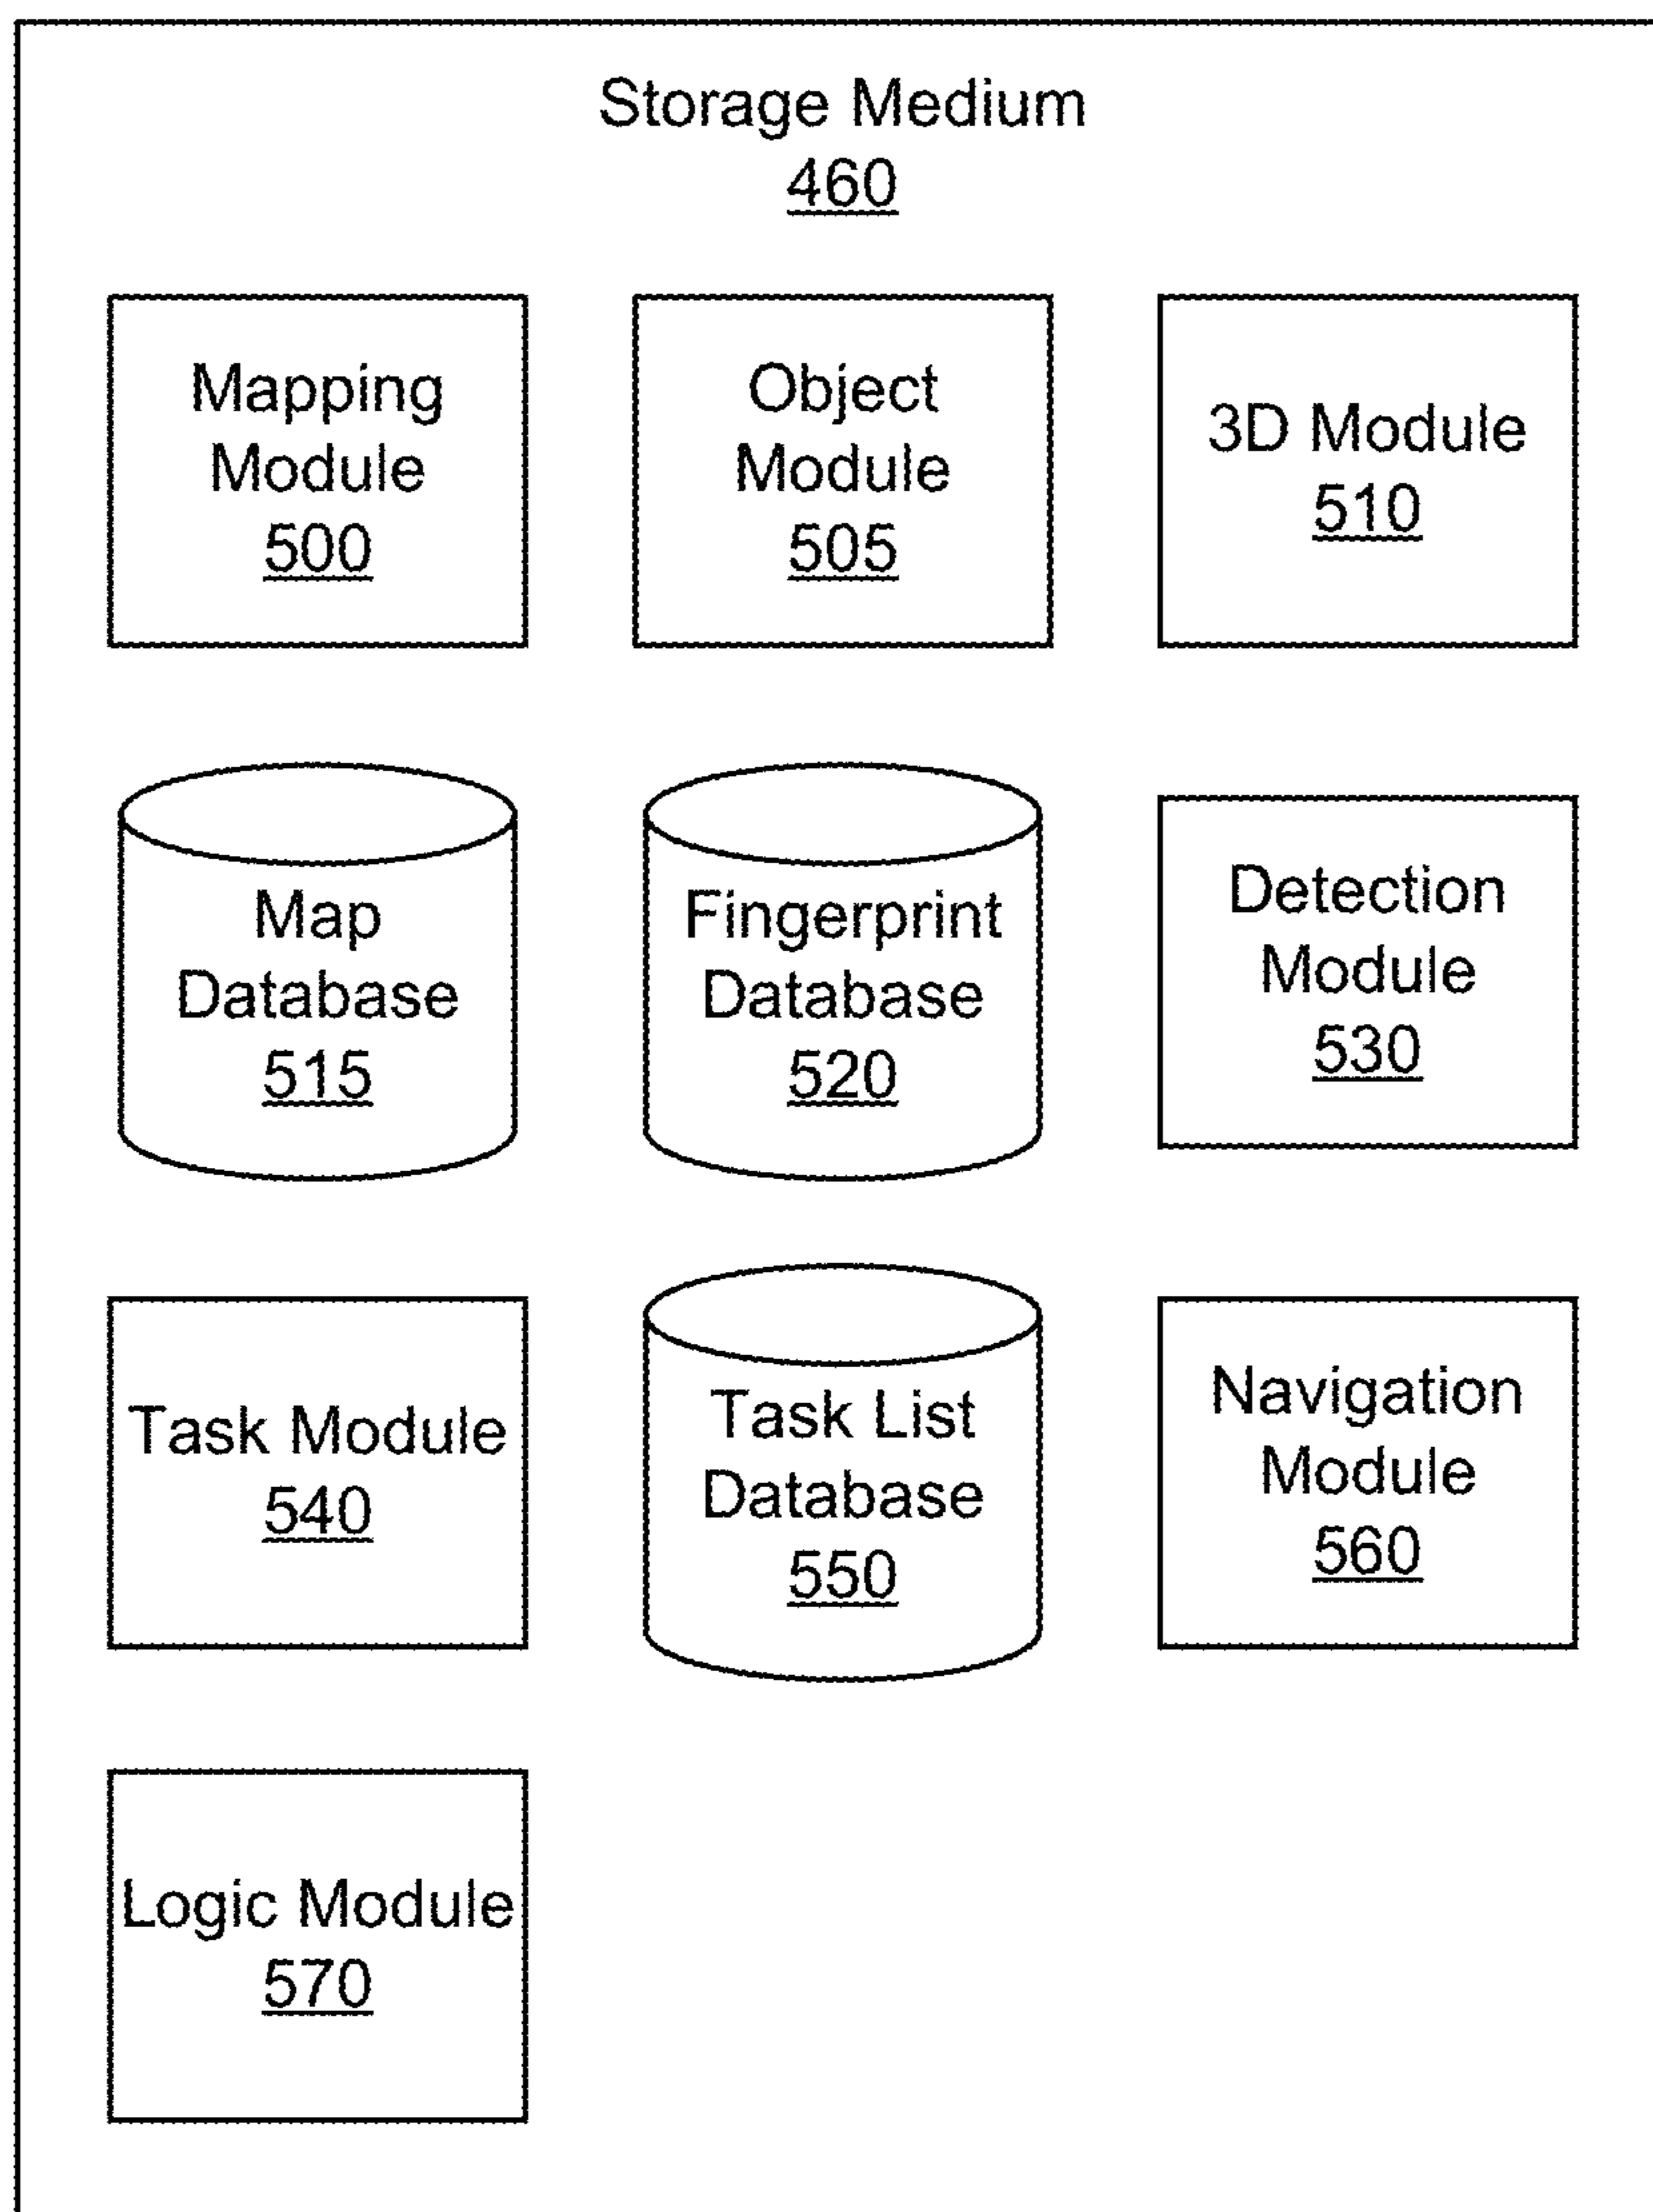 Storage Medium
460
Mapping
Module
500
Object
Module
505
3D Module
510
Map
Database
515
Fingerprint
Database
520
Detection
Module
530
Task Module
540
Task List
Database
550
Navigation
Module
560
Logic Module
570